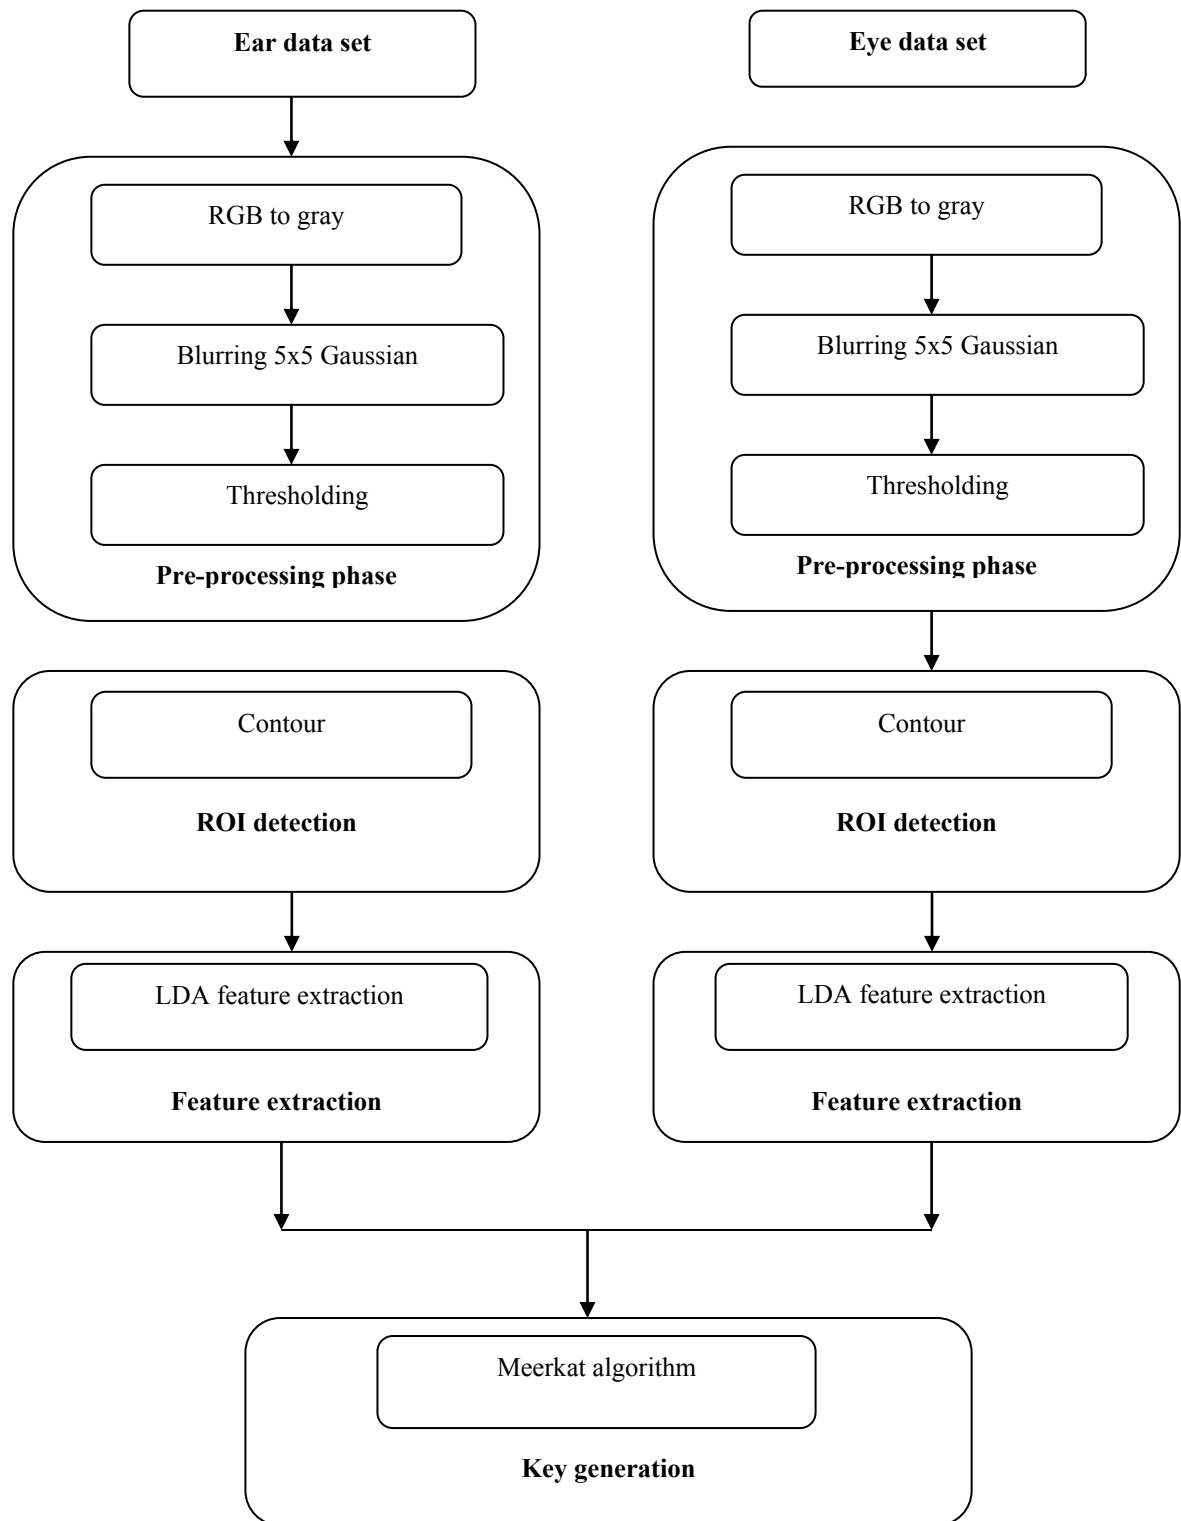 Ear data set
Eye data set
RGB to gray
Blurring 5x5 Gaussian
Thresholding
Pre-processing phase
RGB to gray
Blurring 5x5 Gaussian
Thresholding
Pre-processing phase
Contour
ROI detection
Contour
ROI detection
LDA feature extraction
Feature extraction
LDA feature extraction
Feature extraction
Meerkat algorithm
Key generation